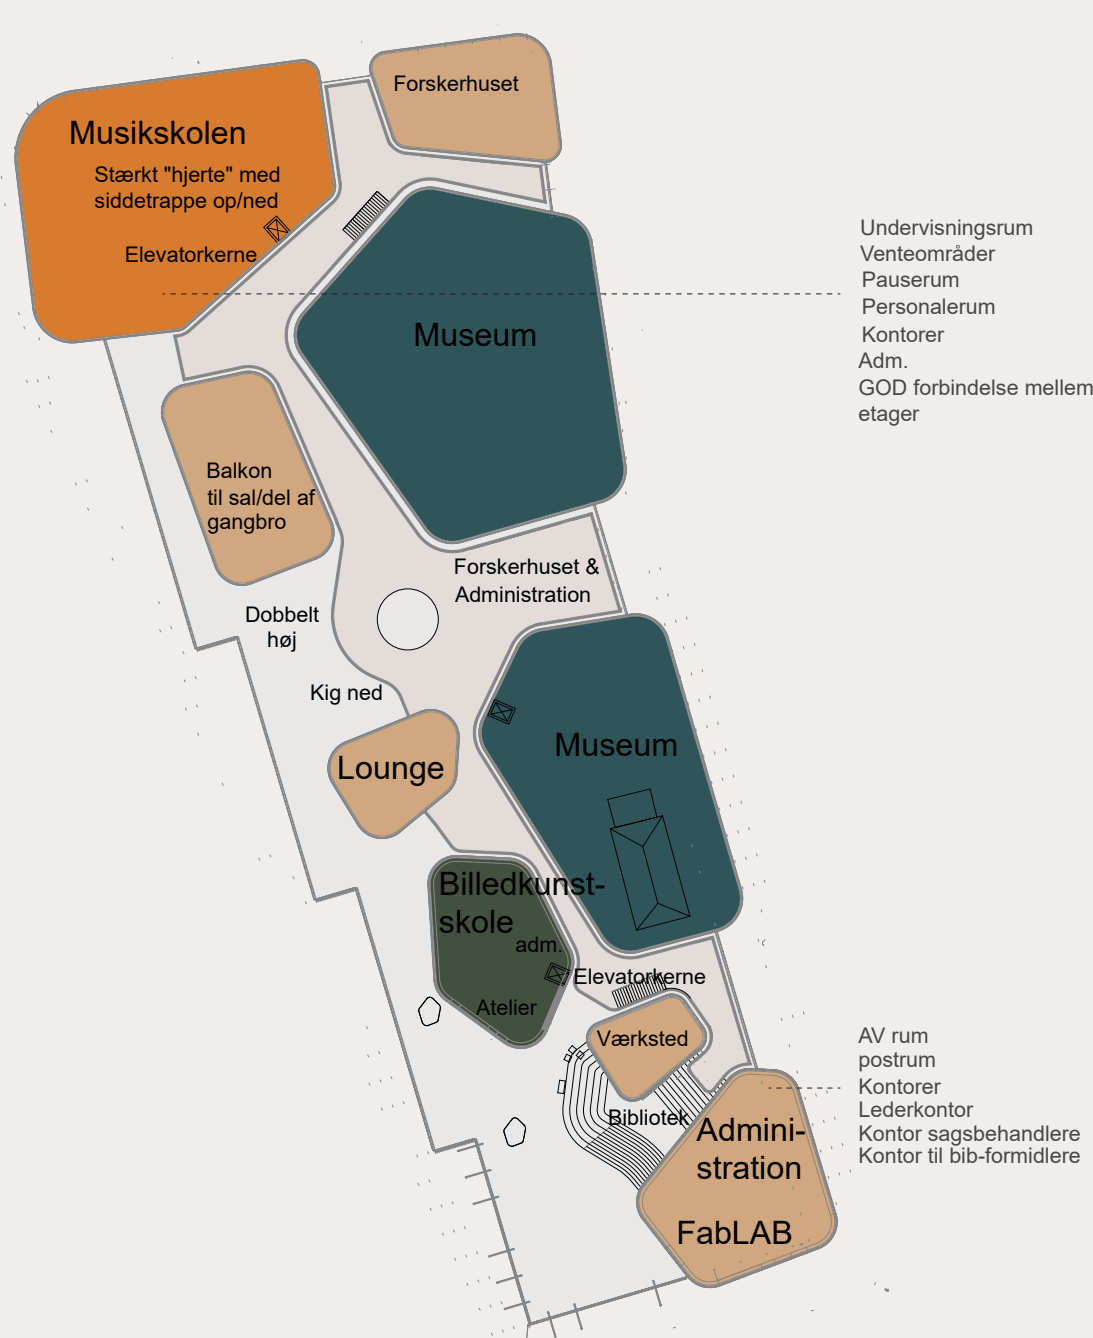 Forskerhuset
Musikskolen
Stærkt "hjerte" med
siddetrappe op/ned
Elevatorkerne
Undervisningsrum
Venteområder
Pauserum
Personalerum
Kontorer
Adm.
GOD forbindelse mellem
etager
Museum
Balkon
til sal/del af
gangbro
Forskerhuset &
Administration
Dobbelt
høj
Kig ned
Museum
Lounge
Billedkunst-
skole
adm.
Elevatorkerne
Atelier
Værksted
Bibliotek
AV rum
postrum
Kontorer
Lederkontor
Kontor sagsbehandlere
Kontor til bib-formidlere
Admini-
stration
FabLAB